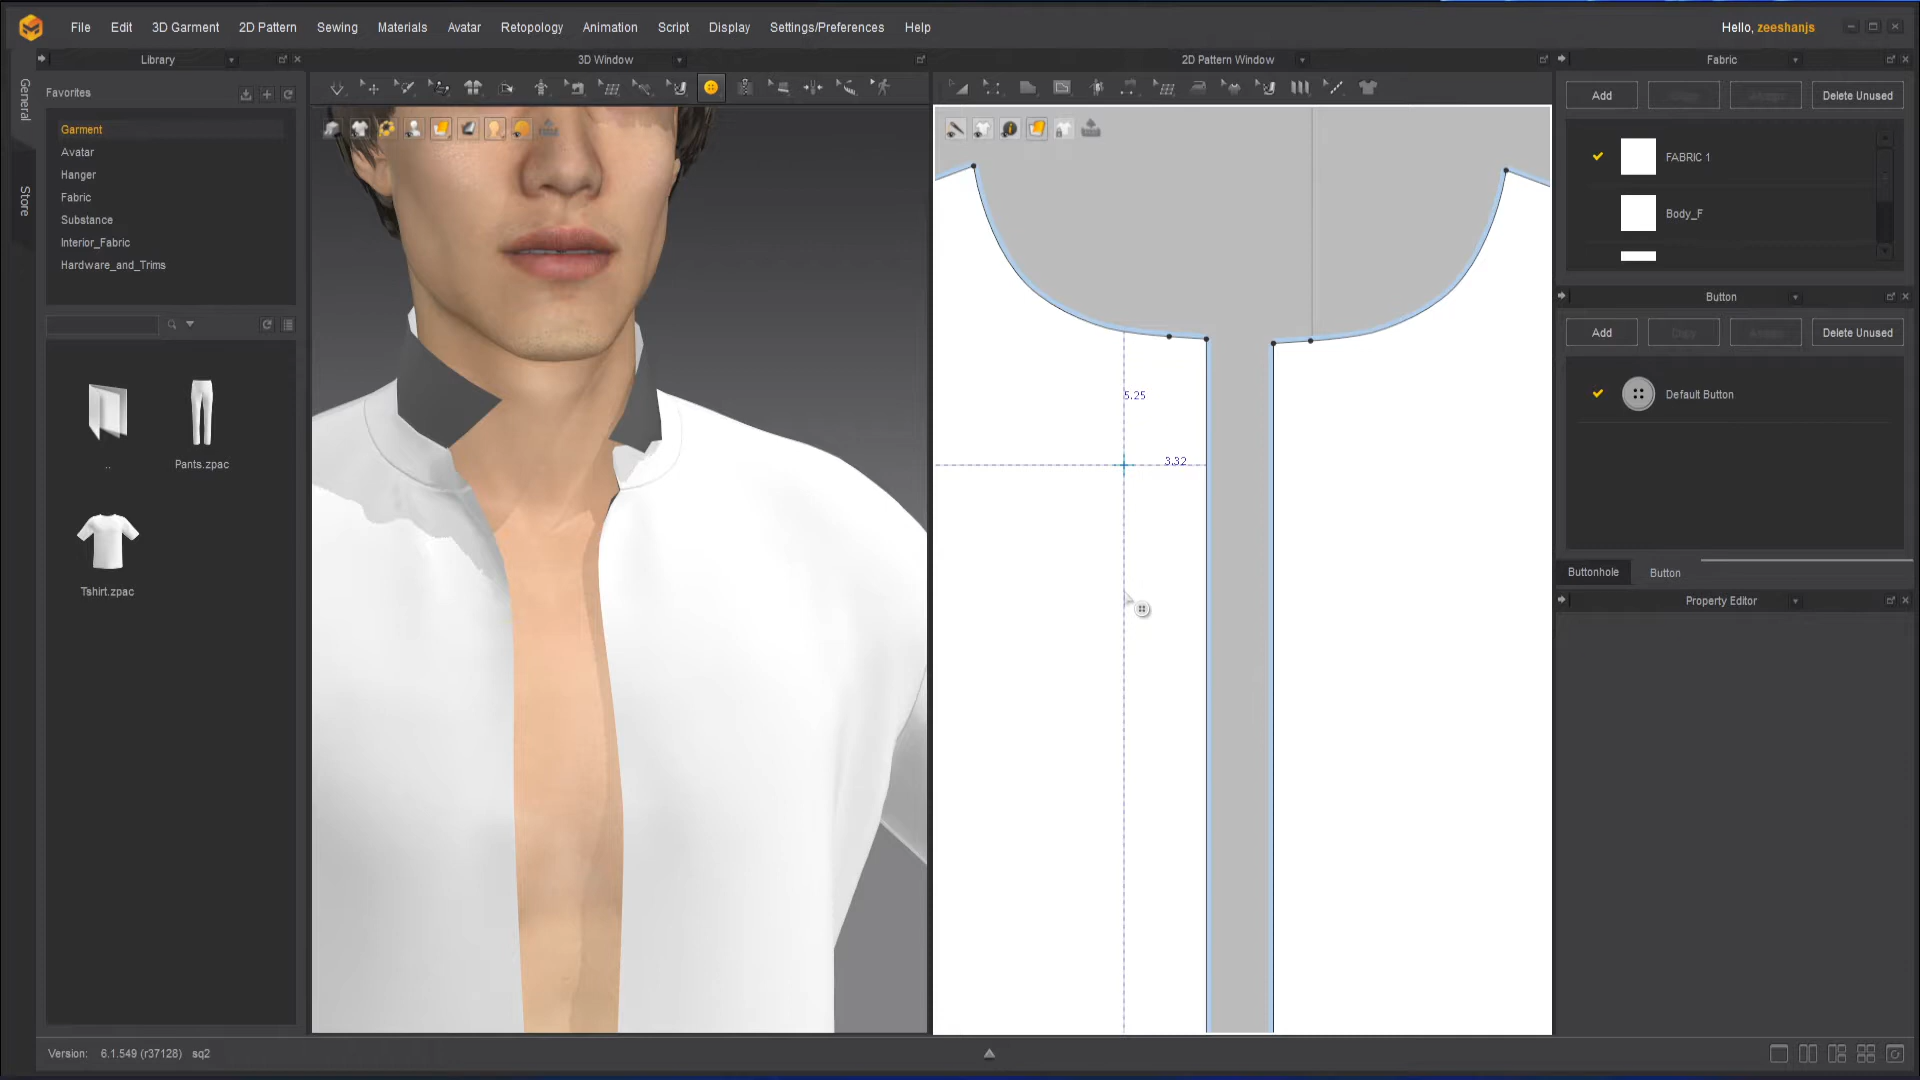 File Edit 3D Garment 2D Pattern Sewing Materials Avatar Retopology Animation Script Display Settings/Preferences Help
Hello, zeeshanjs
Library
3D Window
2D Pattern Window
Fabric
General
Store
Favorites
Garment
Avatar
Hanger
Fabric
Substance
Interior_Fabric
Hardware_and_Trims
..
Pants.zpac
Tshirt.zpac
5.25
3.32
Add
Delete Unused
FABRIC 1
Body_F
Button
Add Copy Delete Unused
Default Button
Buttonhole Button
Property Editor
Version: 6.1.549 (r37128) sq2